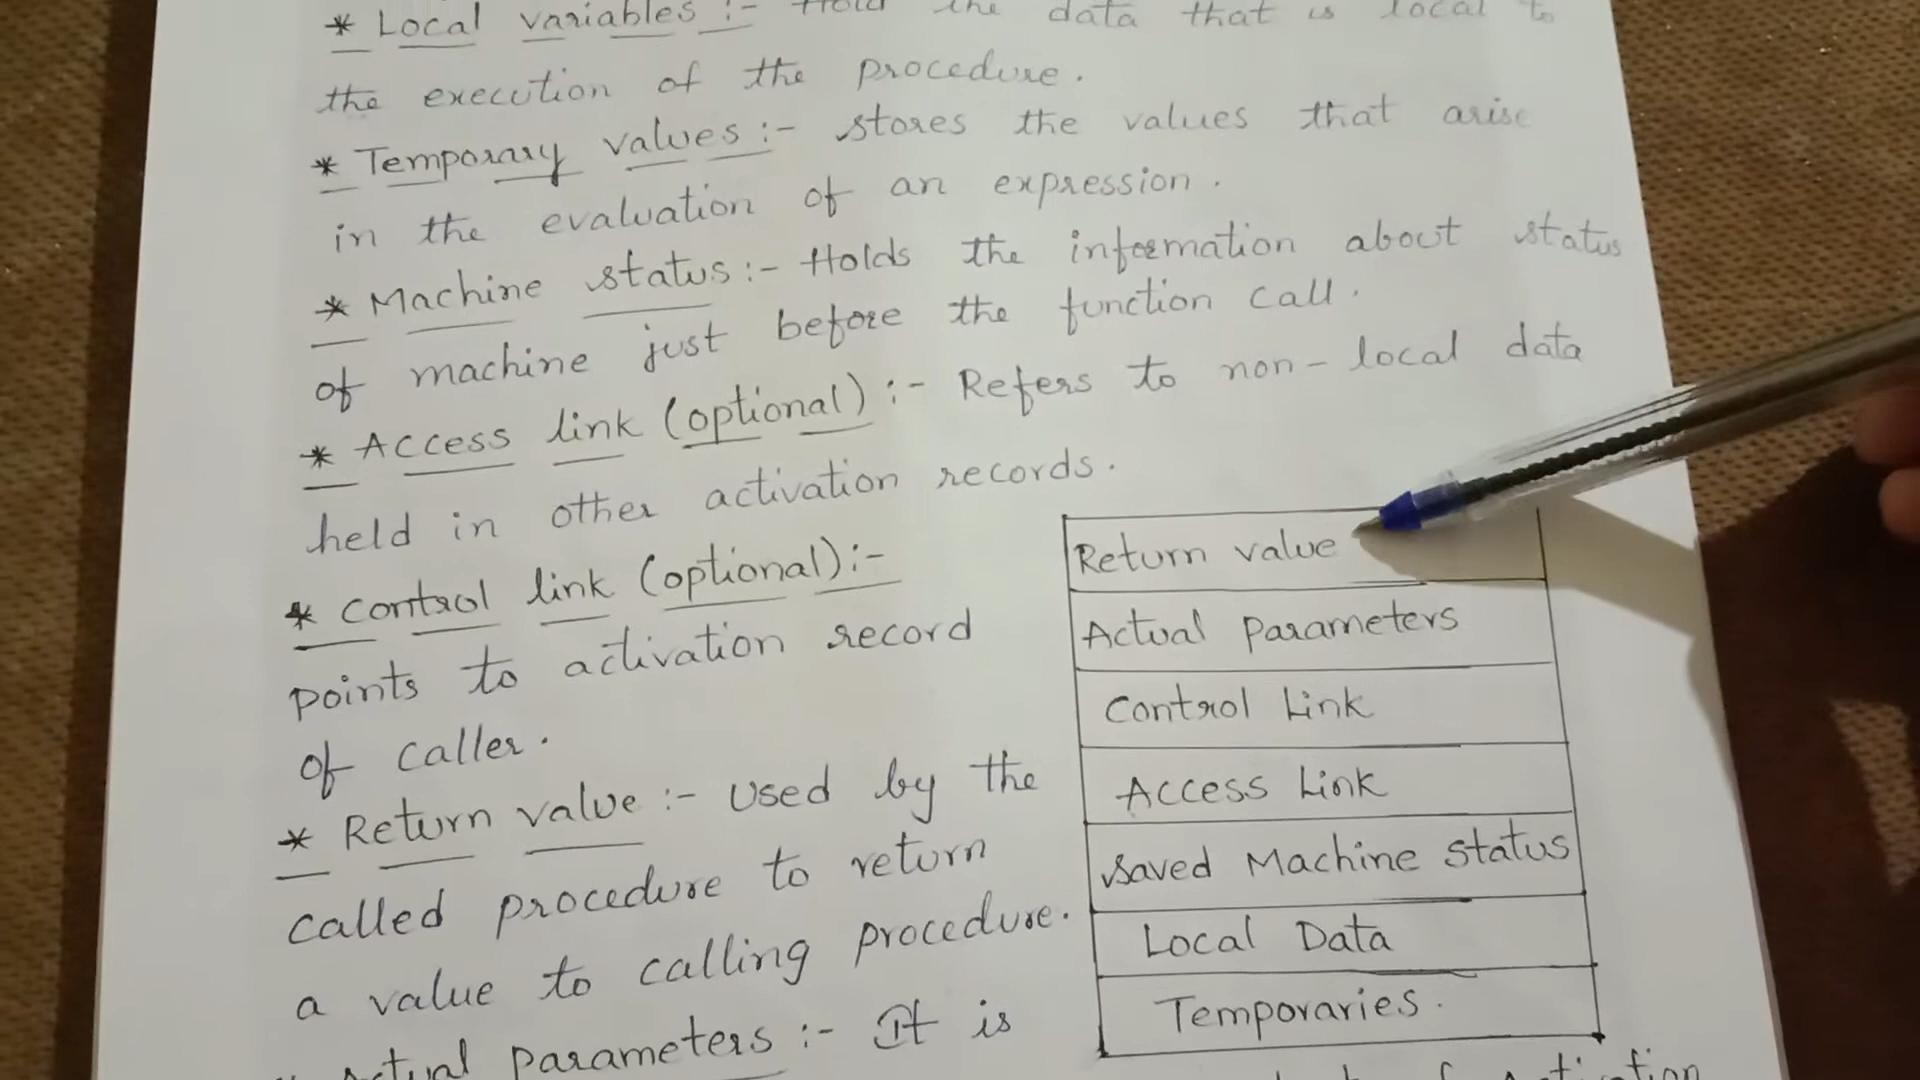 * Local variables :- Hold the data that is local to
the execution of the procedure.
* Temporary values :- stores the values that arise
in the evaluation of an expression.
* Machine status :- Holds the information about status
of machine just before the function call.
* Access link (optional) :- Refers to non-local data
held in other activation records.
* control link (optional) :-
points to activation record
of caller.
* Return value :- used by the
called procedure to return
a value to calling procedure.
Actual parameters :- It is
Return value
Actual parameters
Control Link
Access Link
Saved Machine status
Local Data
Temporaries.